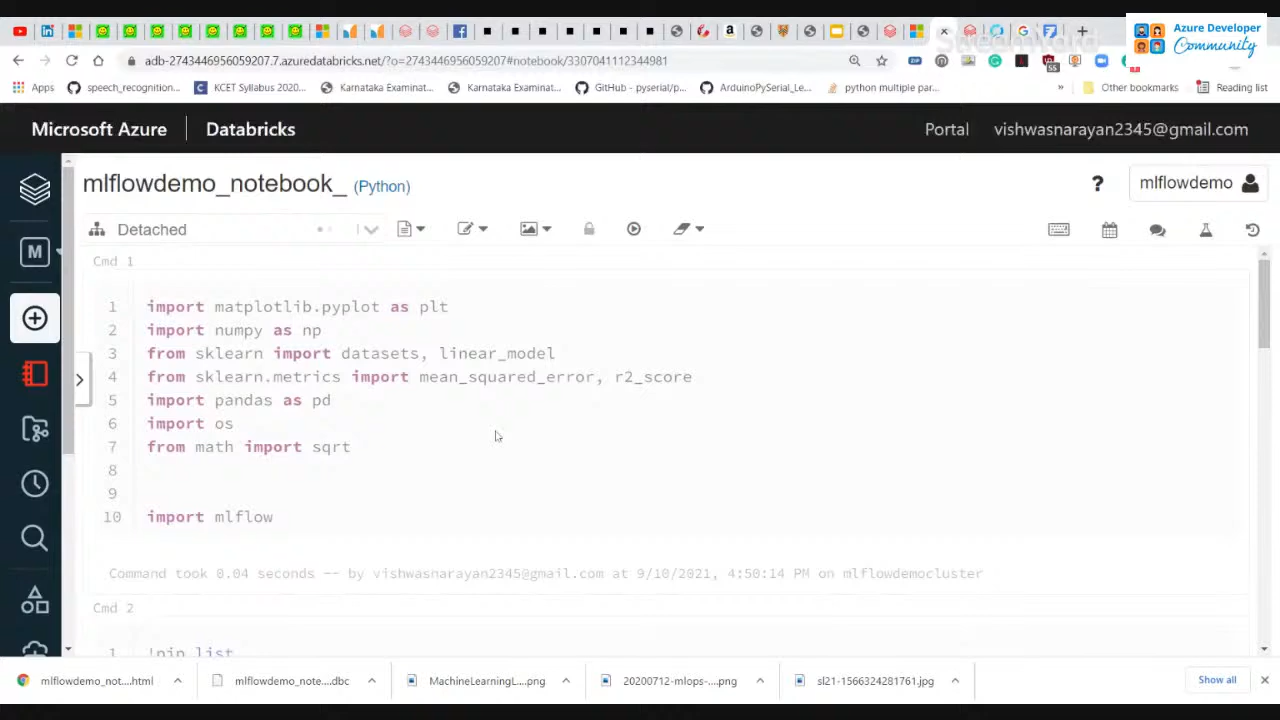 Azure Developer
Community
adb-2743446956059207.7.azuredatabricks.net/?o=2743446956059207#notebook/3307041112344981
Apps
speech_recognition...
KCET Syllabus 2020...
Karnataka Examinat...
Karnataka Examinat...
GitHub - pyserial/p...
ArduinoPySerial_Le...
python multiple par...
»
Other bookmarks
Reading list
Microsoft Azure
Databricks
Portal
vishwasnarayan2345@gmail.com
mlflowdemo_notebook_ (Python)
?
mlflowdemo
M
Detached
Cmd 1
1 import matplotlib.pyplot as plt
2 import numpy as np
3 from sklearn import datasets, linear_model
4 from sklearn.metrics import mean_squared_error, r2_score
5 import pandas as pd
6 import os
7 from math import sqrt
8
9
10 import mlflow
Command took 0.04 seconds -- by vishwasnarayan2345@gmail.com at 9/10/2021, 4:50:14 PM on mlflowdemocluster
Cmd 2
1 !pip list
mlflowdemo_not....html
mlflowdemo_note....dbc
MachineLearningL....png
20200712-mlops-....png
sl21-1566324281761.jpg
Show all